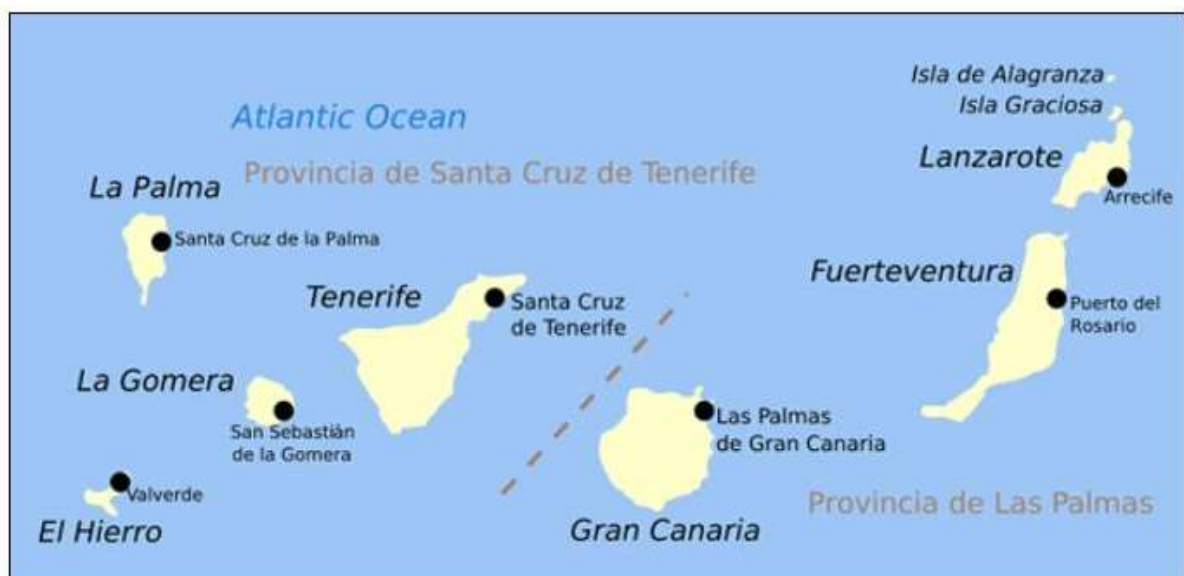 Isla de Alagranza
Isla Graciosa
Atlantic Ocean
Lanzarote
Provincia de Santa Cruz de Tenerife
La Palma
Arrecife
Santa Cruz de la Palma
Fuerteventura
Tenerife
Santa Cruz
de Tenerife
Puerto del
Rosario
La Gomera
Las Palmas
de Gran Canaria
San Sebastiàn
de la Gomera
Valverde
Provincia de Las Palmas
El Hierro
Gran Canaria